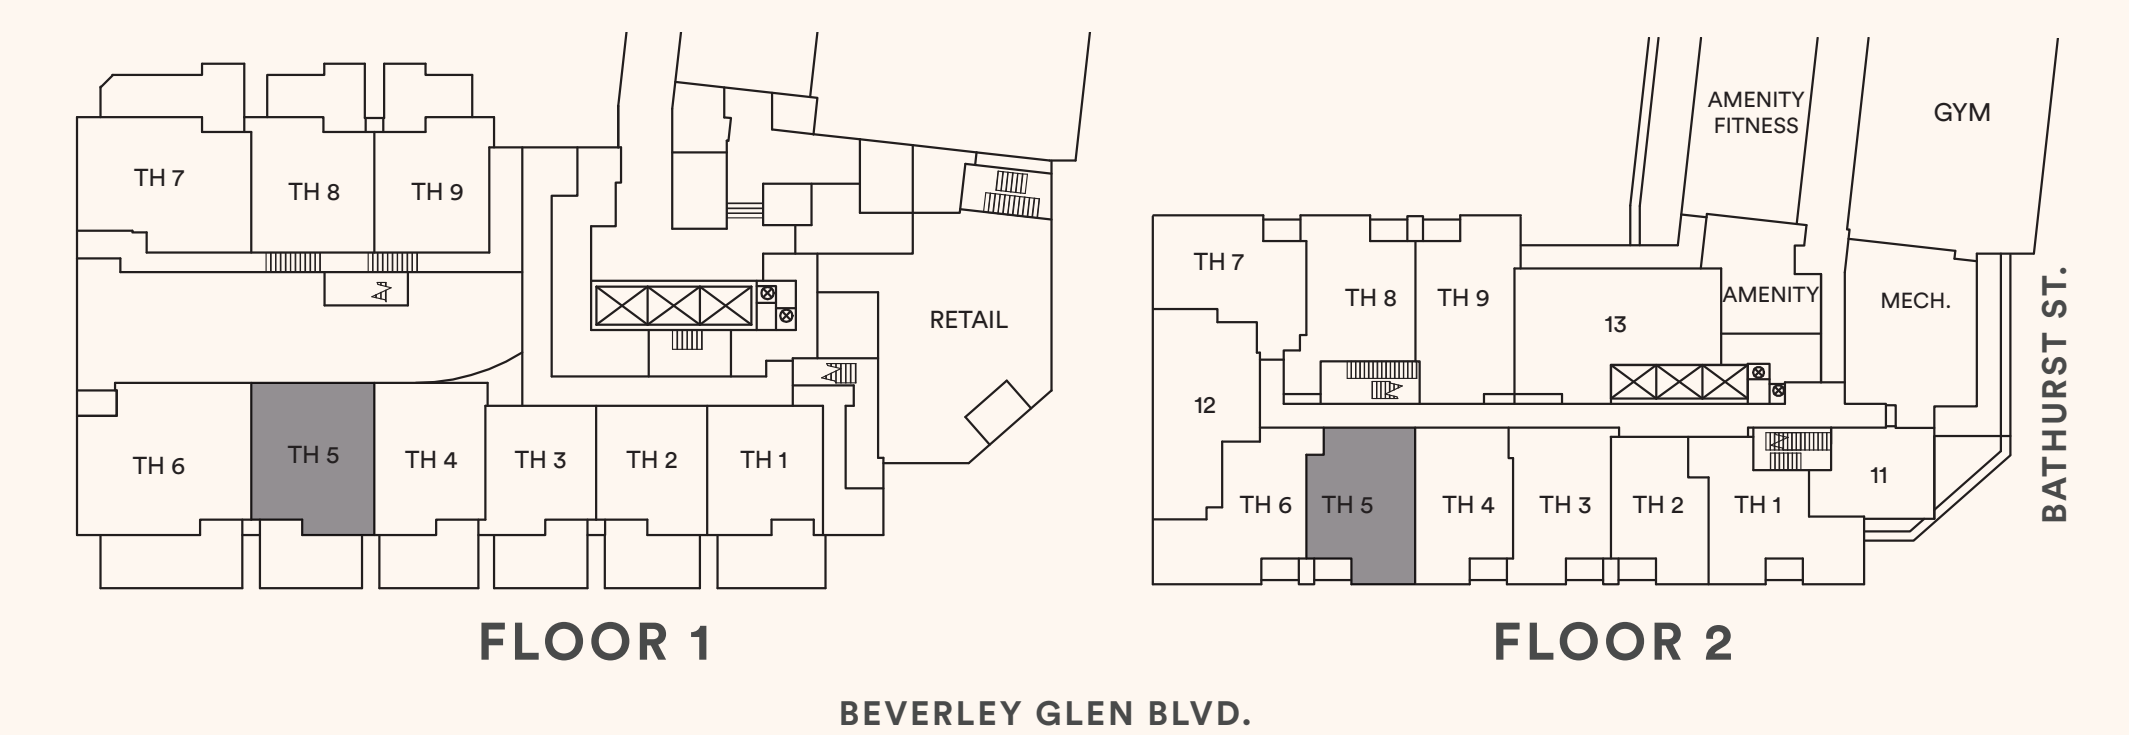 TH 7
TH 8
TH 9
RETAIL
TH 6
TH 5
TH 4
TH 3
TH 2
TH 1
FLOOR 1
AMENITY
FITNESS
GYM
TH 7
TH 8
TH 9
13
AMENITY
MECH.
12
11
TH 6
TH 5
TH 4
TH 3
TH 2
TH 1
FLOOR 2
BATHURST ST.
BEVERLEY GLEN BLVD.